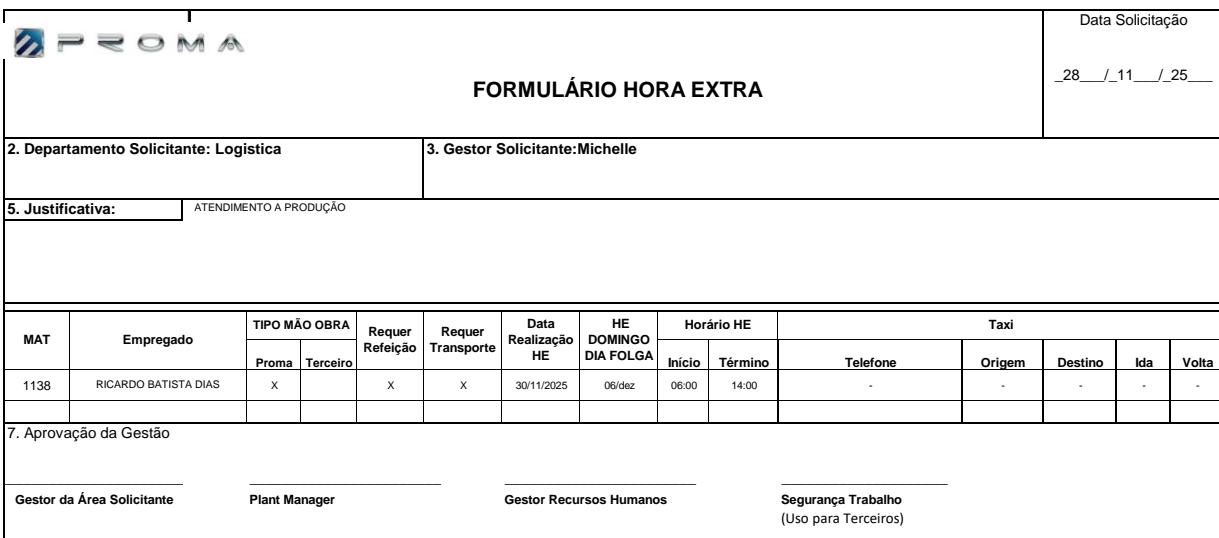 PROMA
Data Solicitação
_28___/_11___/_25___
FORMULÁRIO HORA EXTRA
2. Departamento Solicitante: Logistica
3. Gestor Solicitante:Michelle
5. Justificativa:
ATENDIMENTO A PRODUÇÃO
MAT
Empregado
TIPO MÃO OBRA
Proma
Terceiro
Requer
Refeição
Requer
Transporte
Data
Realização
HE
HE
DOMINGO
DIA FOLGA
Horário HE
Início
Término
Taxi
Telefone
Origem
Destino
Ida
Volta
1138 RICARDO BATISTA DIAS X X X 30/11/2025 06/dez 06:00 14:00 - - - - -
7. Aprovação da Gestão
Gestor da Área Solicitante
Plant Manager
Gestor Recursos Humanos
Segurança Trabalho
(Uso para Terceiros)